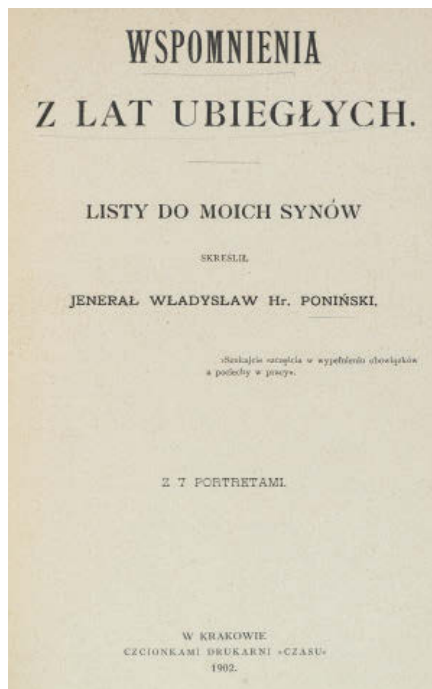 WSPOMNIENIA
Z LAT UBIEGŁYCH.
LISTY DO MOICH SYNÓW
SKREŚLIŁ
JENERAŁ WŁADYSŁAW Hr. PONIŃSKI.
»Szukajcie szczęścia w wypełnieniu obowiązków
a pociechy w pracy«.
Z 7 PORTRETAMI.
W KRAKOWIE
CZCIONKAMI DRUKARNI »CZASU«
1902.